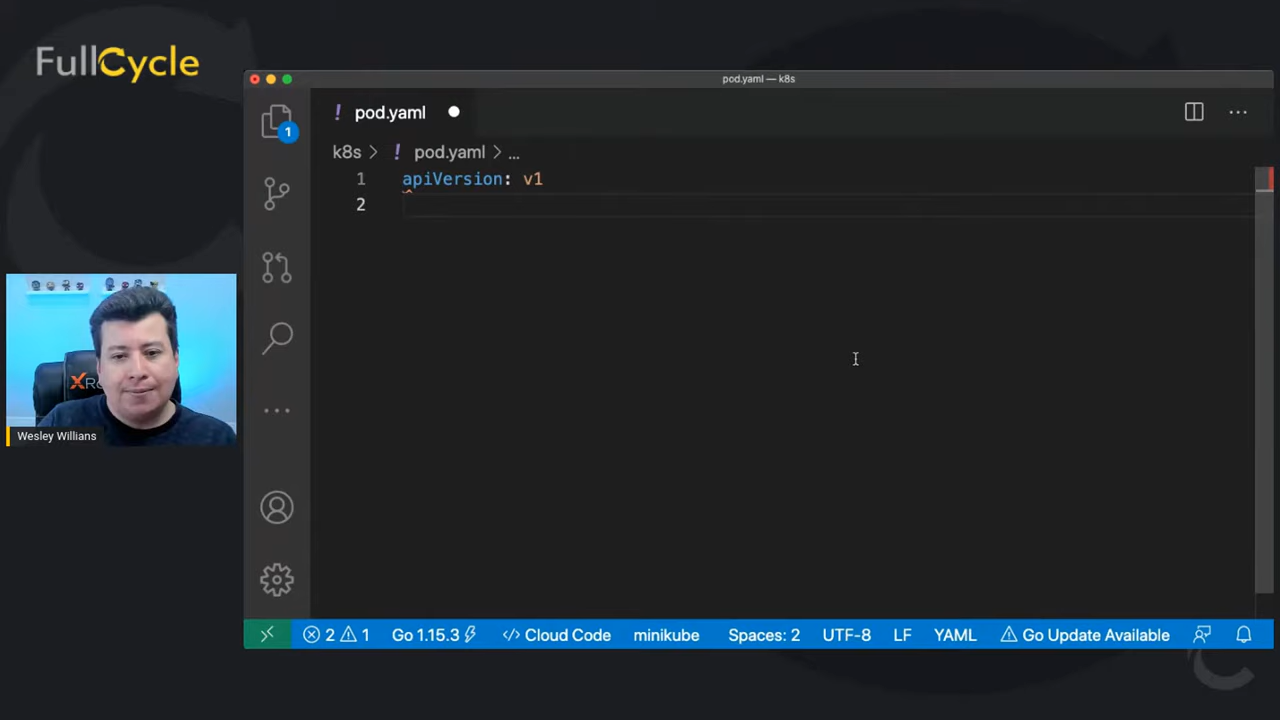 FullCycle
pod.yaml — k8s
1
! pod.yaml
k8s > ! pod.yaml > ...
1 apiVersion: v1
2
Wesley Willians
2 1 Go 1.15.3 </> Cloud Code minikube Spaces: 2 UTF-8 LF YAML Go Update Available